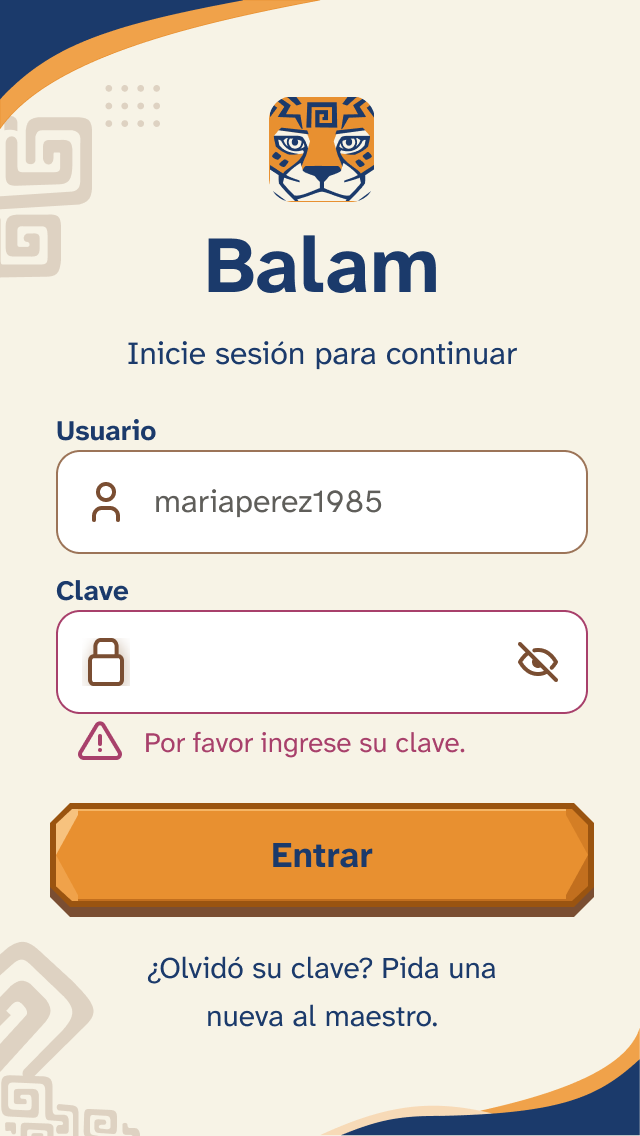 Balam
Inicie sesión para continuar
Usuario
mariaperez1985
Clave
Por favor ingrese su clave.
Entrar
¿Olvidó su clave? Pida una
nueva al maestro.